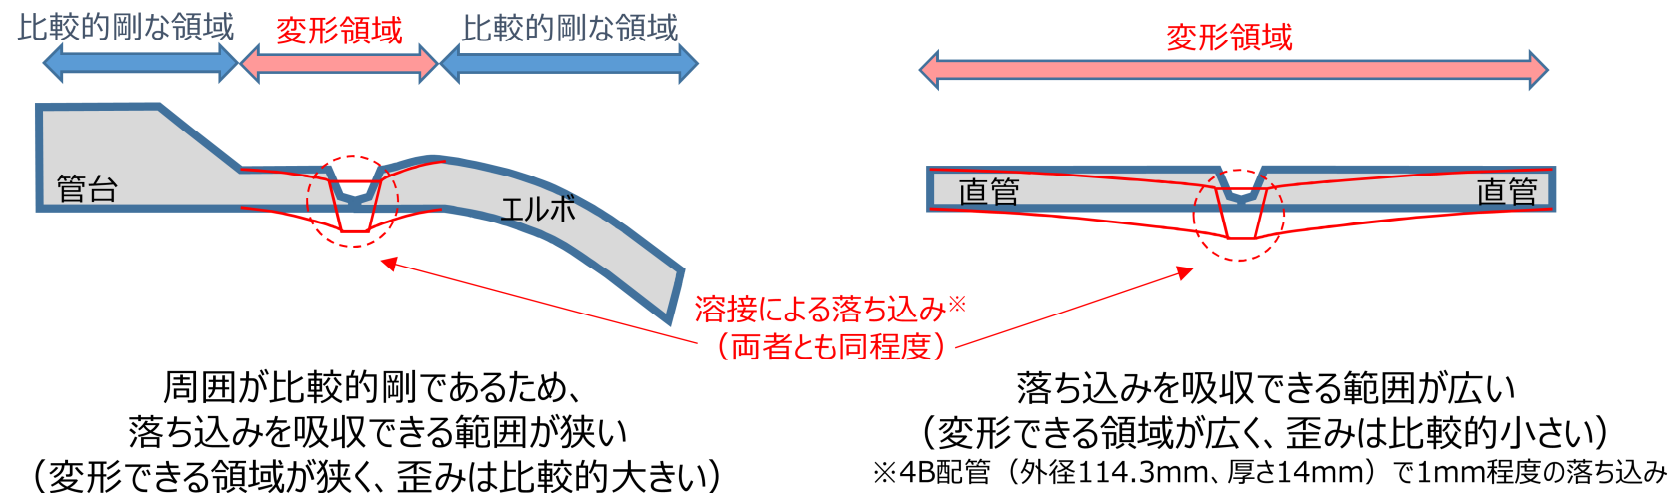 比較的剛な領域
変形領域
比較的剛な領域
管台
エルボ
変形領域
直管
直管
溶接による落ち込み※
（両者とも同程度）
周囲が比較的剛であるため、
落ち込みを吸収できる範囲が狭い
（変形できる領域が狭く、歪みは比較的大きい）
落ち込みを吸収できる範囲が広い
（変形できる領域が広く、歪みは比較的小さい）
※4B配管（外径114.3mm、厚さ14mm）で1mm程度の落ち込み